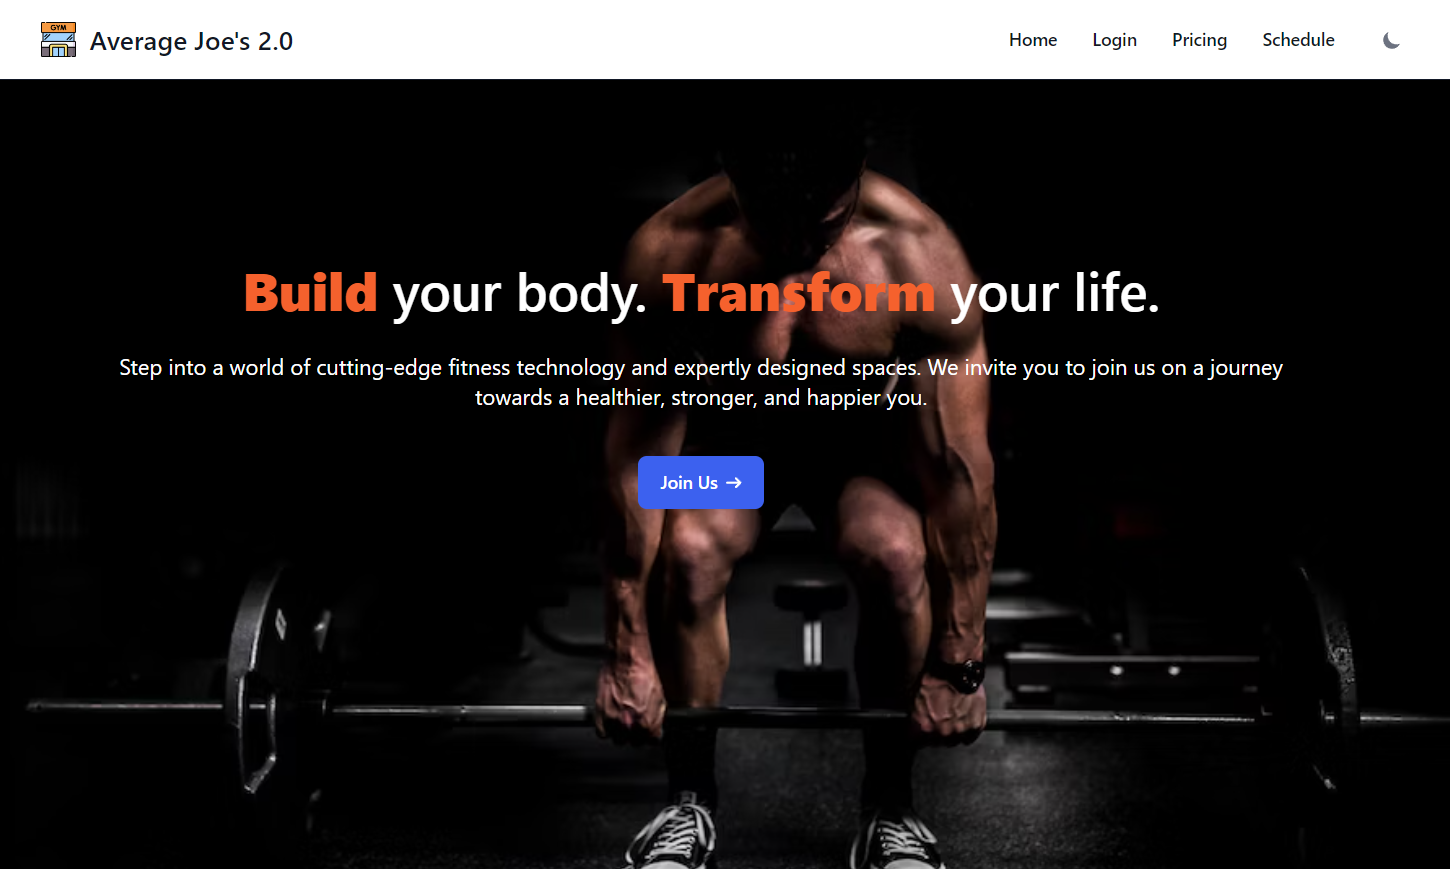 GYM
Average Joe's 2.0
Home
Login
Pricing
Schedule
Build your body. Transform your life.
Step into a world of cutting-edge fitness technology and expertly designed spaces. We invite you to join us on a journey
towards a healthier, stronger, and happier you.
Join Us →